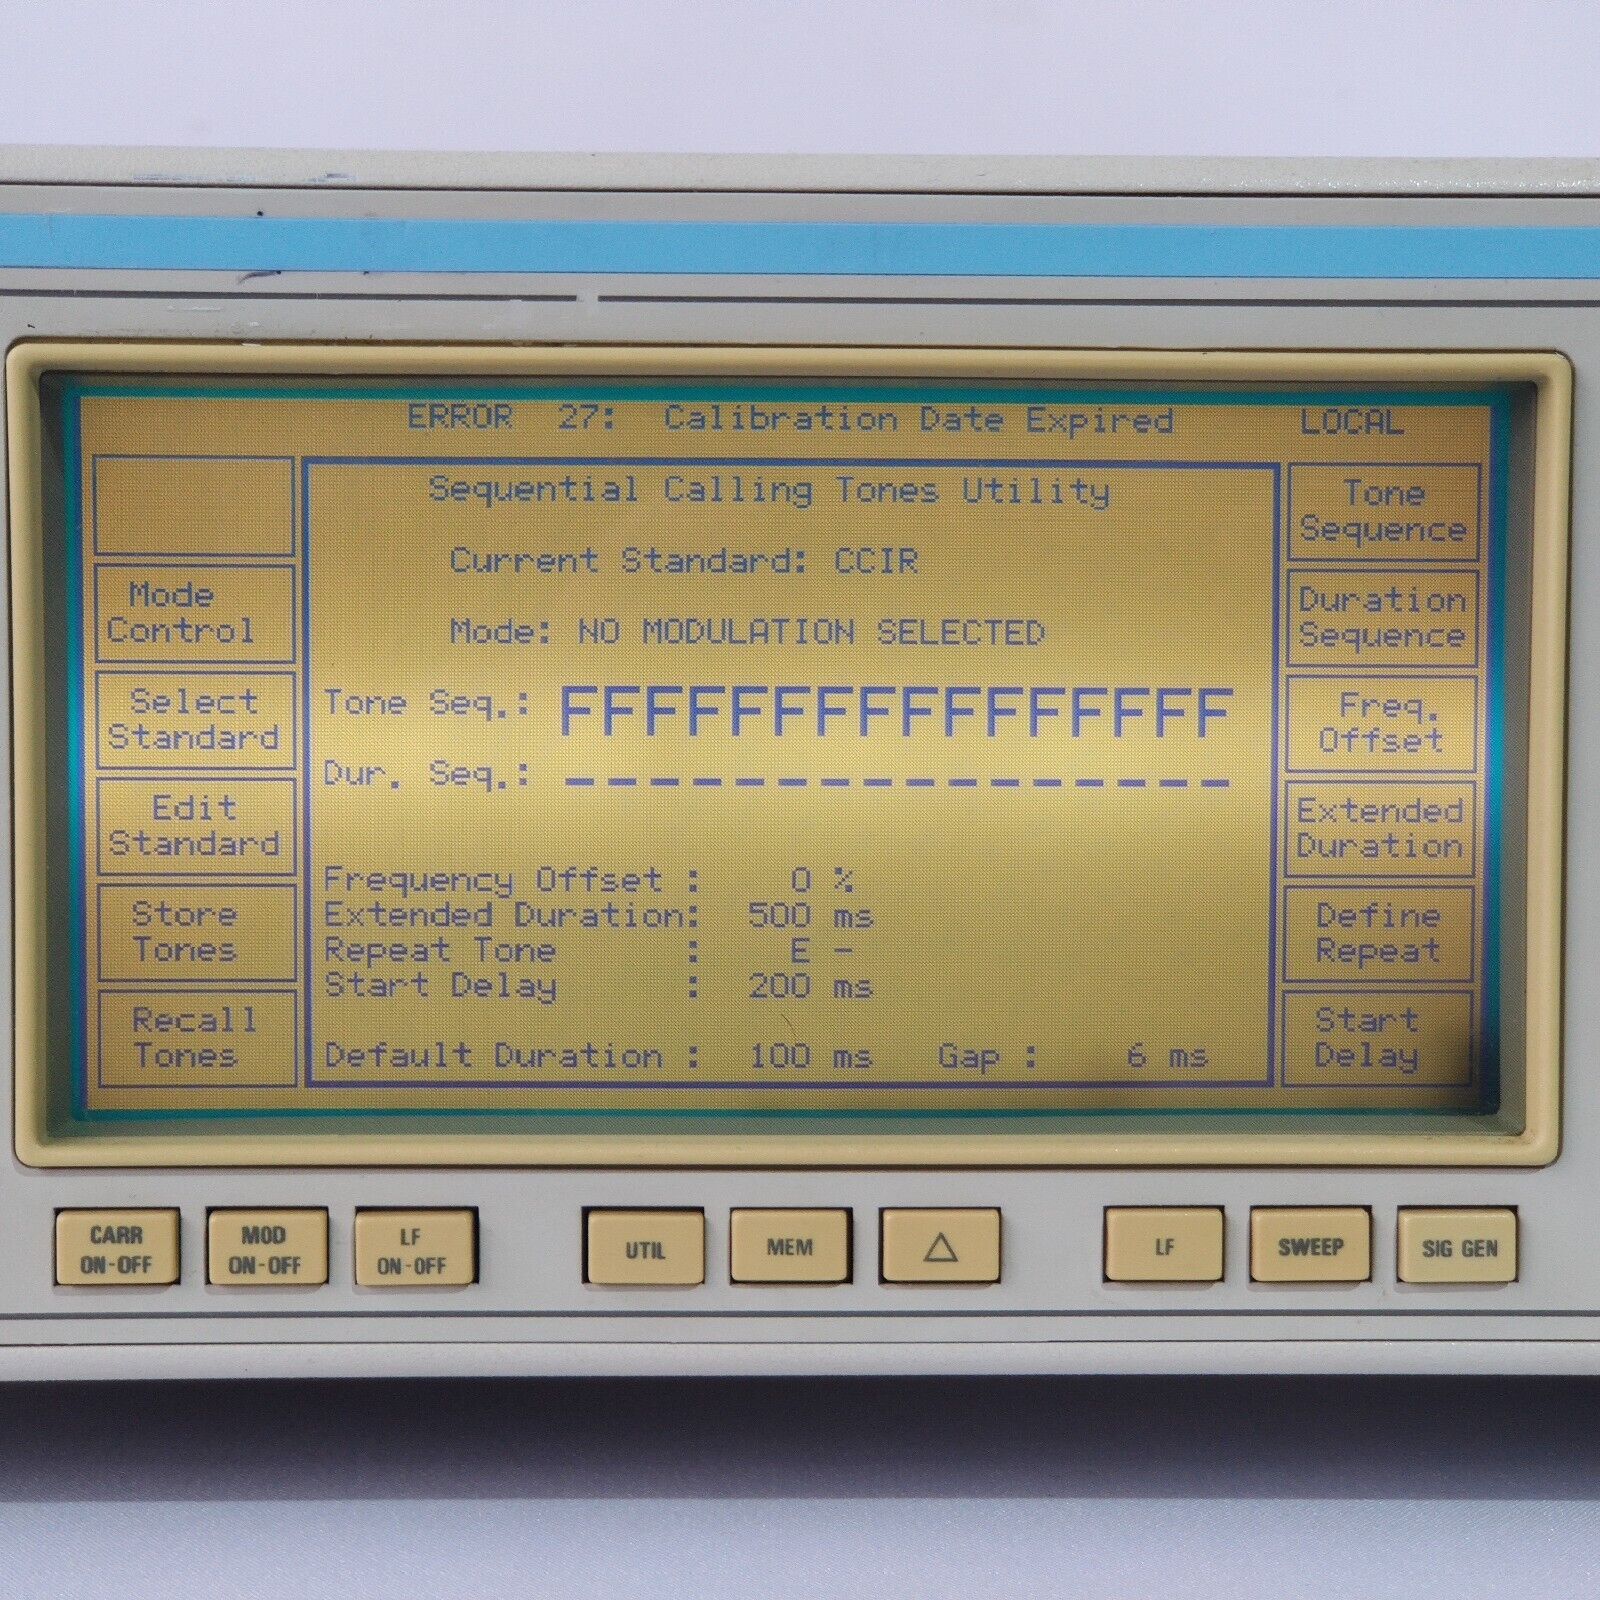 ERROR 27: Calibration Date Expired LOCAL
Sequential Calling Tones Utility
Current Standard: CCIR
Mode: NO MODULATION SELECTED
Tone Seq.: FFFFFFFFFFFFFFFF
Dur. Seq.: _ _ _ _ _ _ _ _ _ _ _ _ _ _ _ _
Frequency Offset : 0 %
Extended Duration: 500 ms
Repeat Tone : E -
Start Delay : 200 ms
Default Duration : 100 ms Gap : 6 ms
Mode
Control
Select
Standard
Edit
Standard
Store
Tones
Recall
Tones
Tone
Sequence
Duration
Sequence
Freq.
Offset
Extended
Duration
Define
Repeat
Start
Delay
CARR
ON-OFF
MOD
ON-OFF
LF
ON-OFF
UTIL
MEM
△
LF
SWEEP
SIG GEN